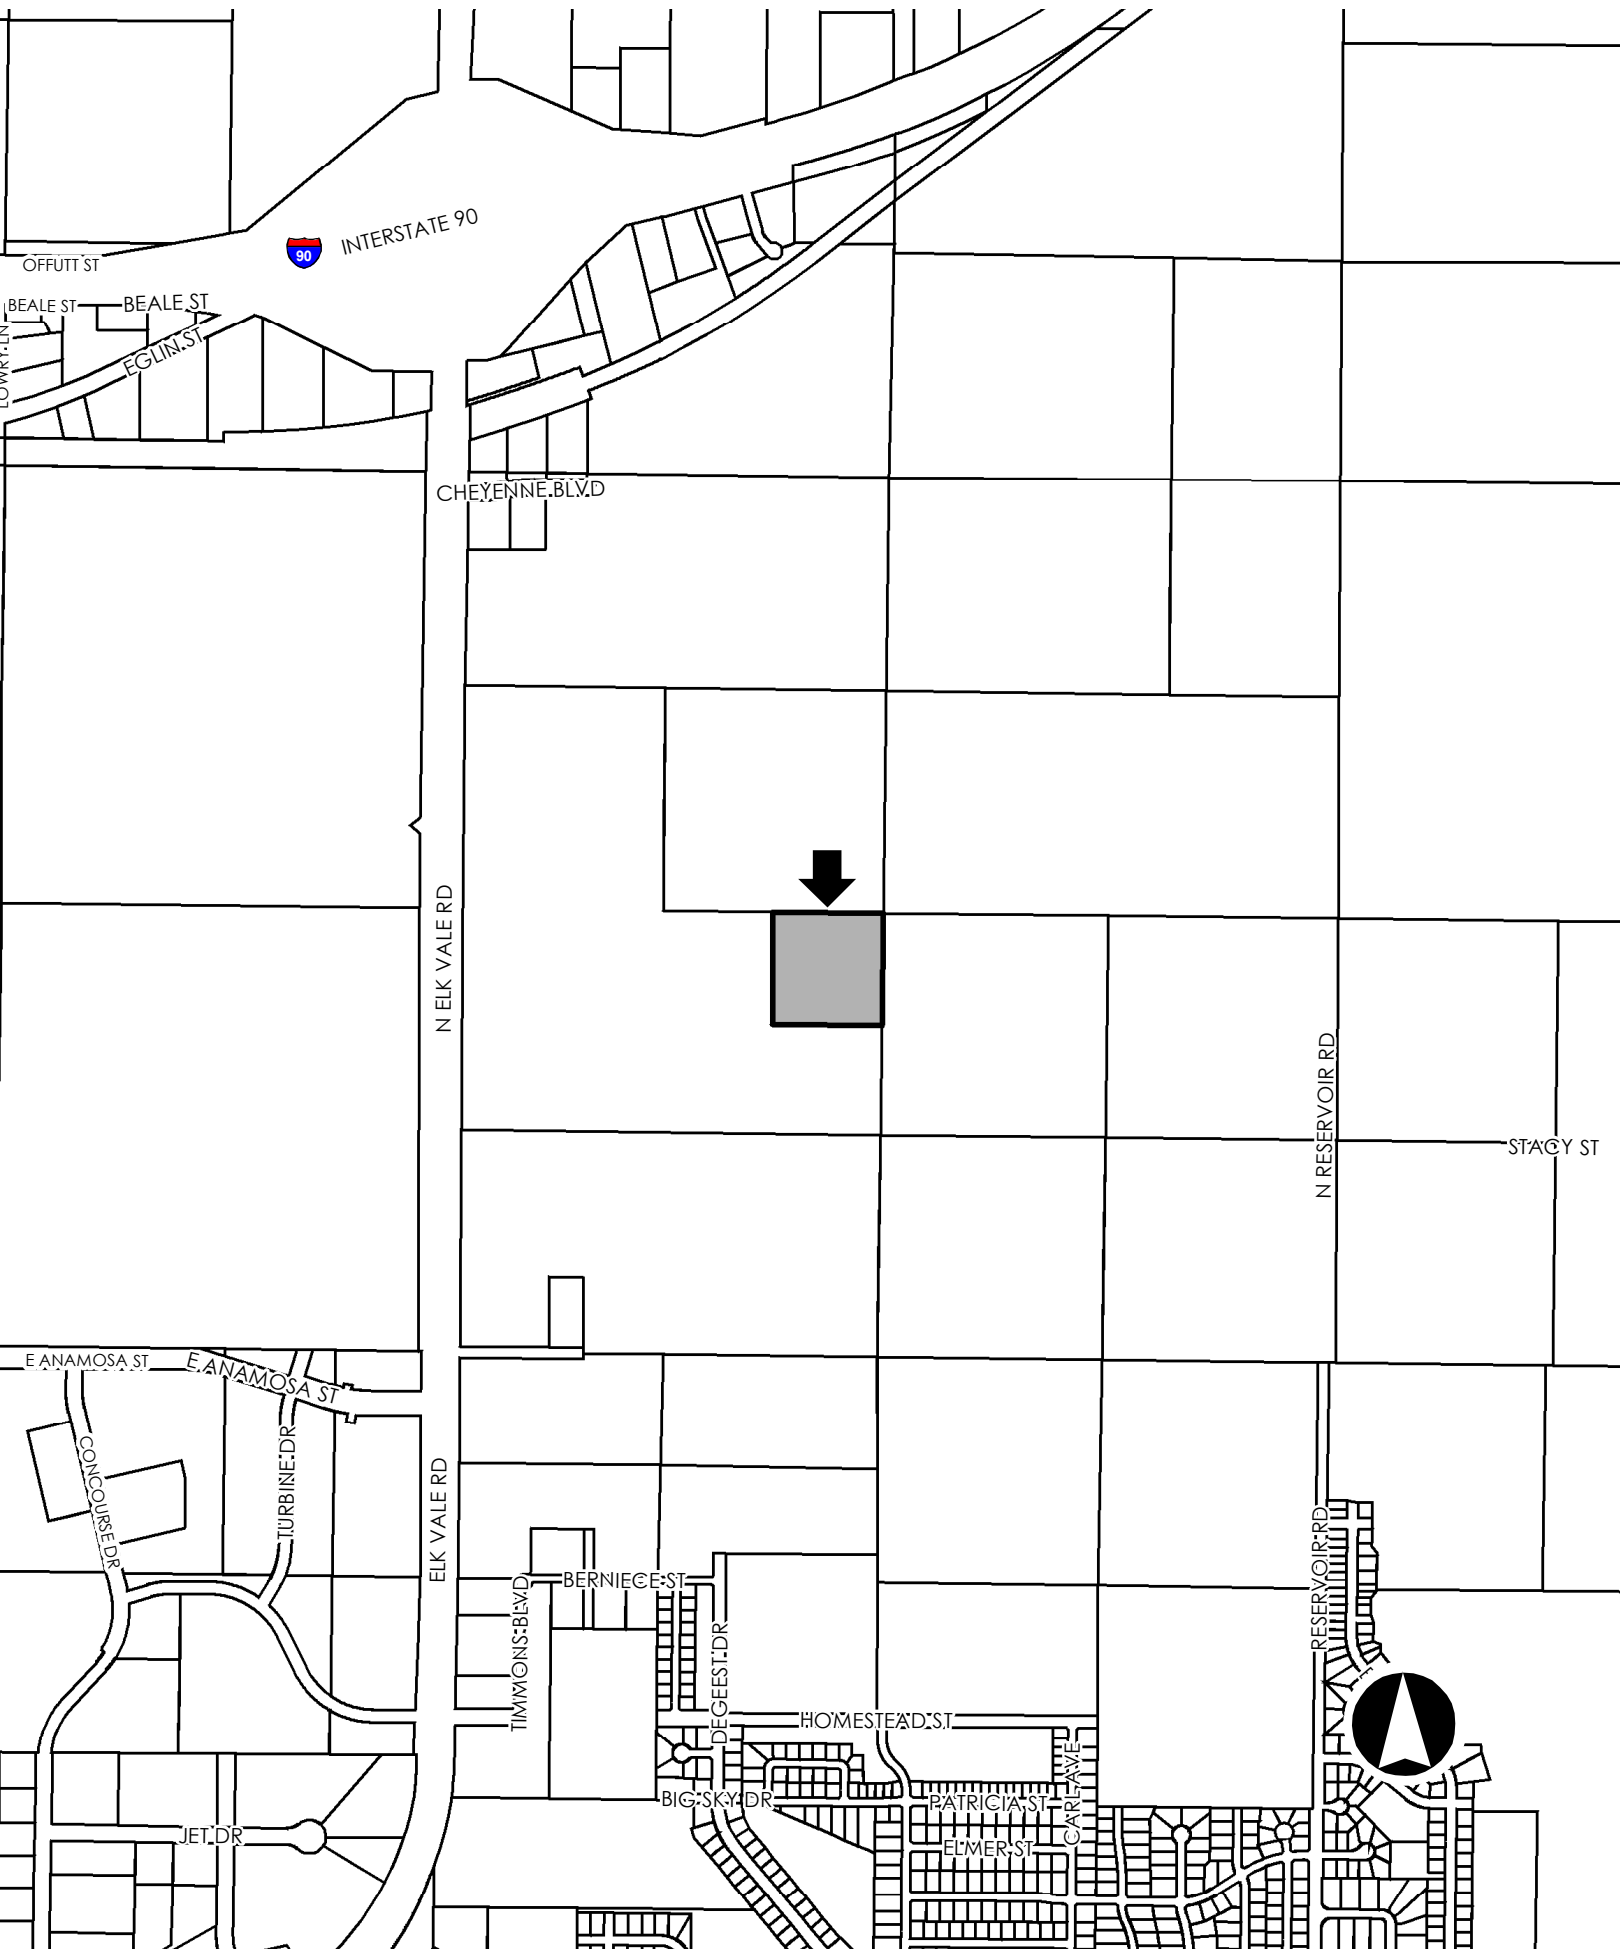 INTERSTATE 90
90
OFFUTT ST
BEALE ST
BEALE ST
EGLIN ST
LOWRY LN
CHEYENNE BLVD
N ELK VALE RD
N RESERVOIR RD
STACY ST
E ANAMOSA ST
E ANAMOSA ST
CONCOURSE DR
TURBINE DR
ELK VALE RD
BERNIECE ST
TIMMONS BLVD
DEGEEST DR
RESERVOIR RD
HOMESTEAD ST
CARL AVE
BIG SKY DR
PATRICIA ST
JET DR
ELMER ST